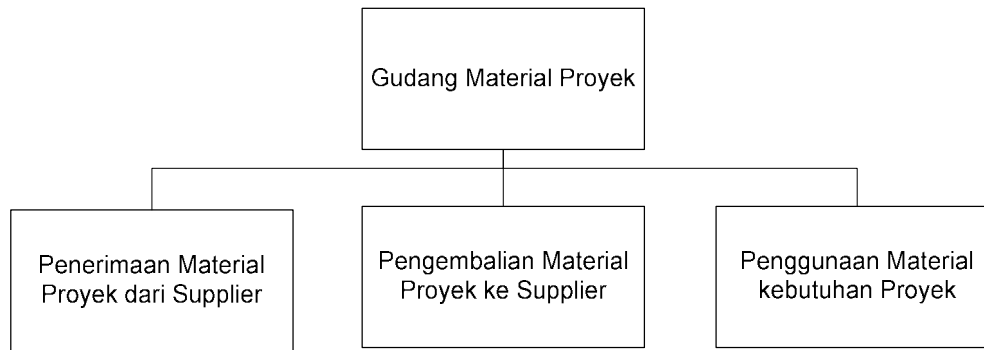 Gudang Material Proyek
Penerimaan Material
Proyek dari Supplier
Pengembalian Material
Proyek ke Supplier
Penggunaan Material
kebutuhan Proyek